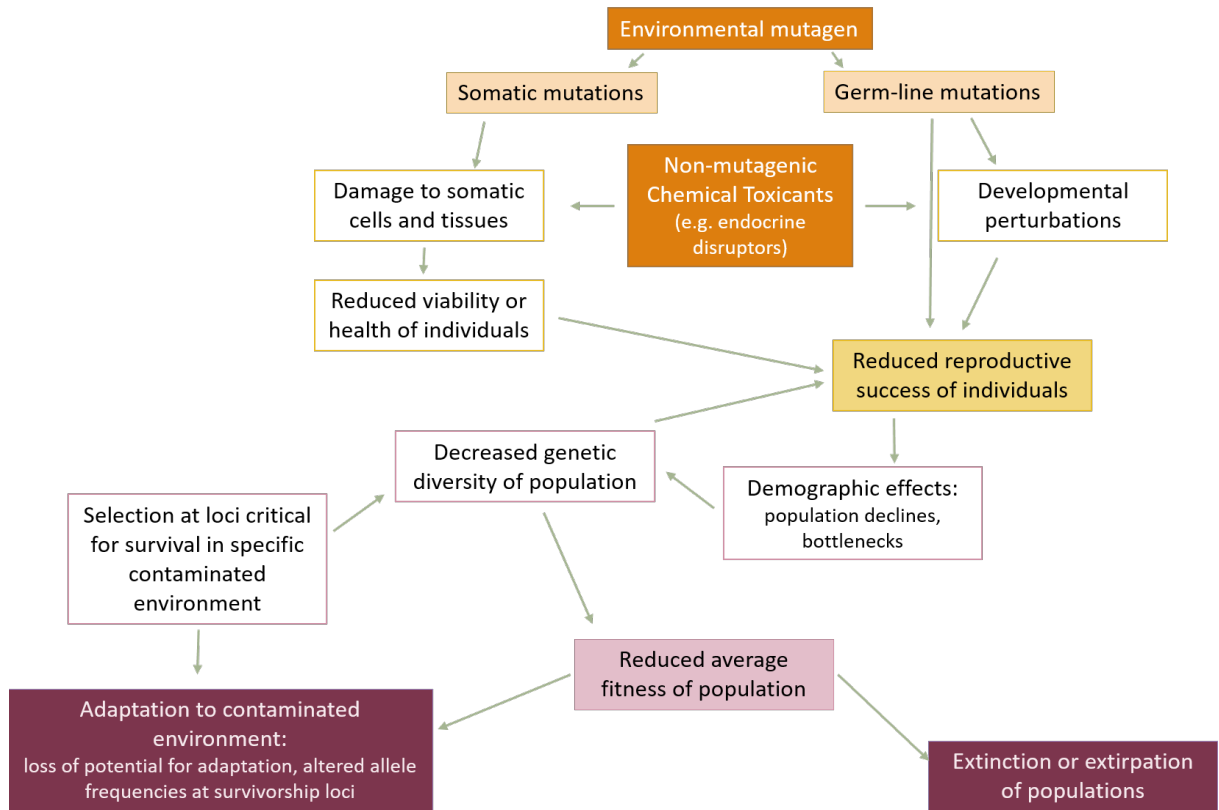 Environmental mutagen
Somatic mutations
Germ-line mutations
Non-mutagenic
Chemical Toxicants
(e.g. endocrine
disruptors)
Damage to somatic
cells and tissues
Developmental
perturbations
Reduced viability or
health of individuals
Reduced reproductive
success of individuals
Decreased genetic
diversity of population
Demographic effects:
population declines,
bottlenecks
Selection at loci critical
for survival in specific
contaminated
environment
Reduced average
fitness of population
Adaptation to contaminated
environment:
loss of potential for adaptation, altered allele
frequencies at survivorship loci
Extinction or extirpation
of populations